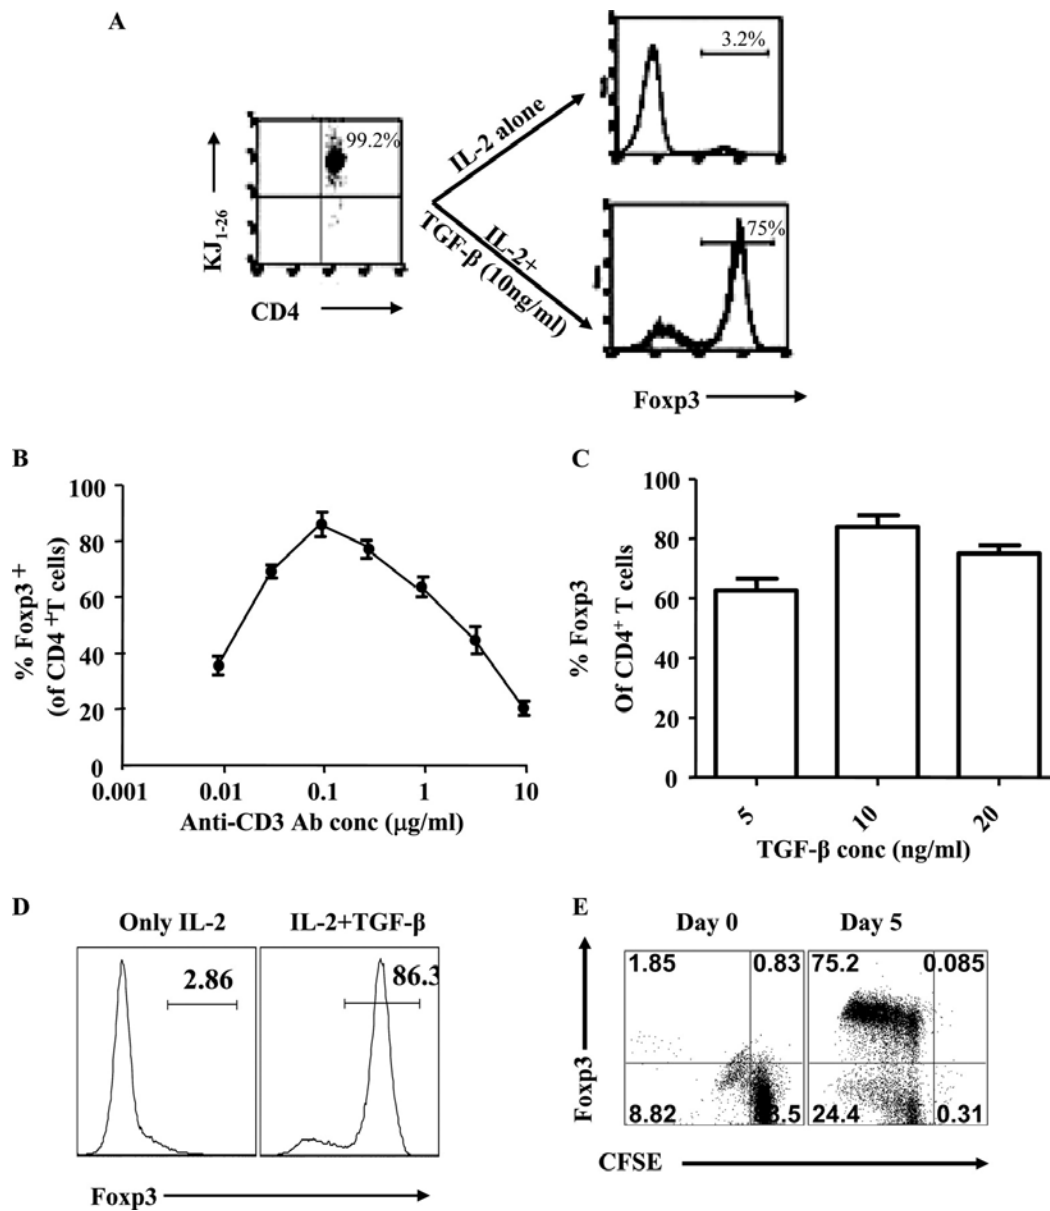 A
3.2%
99.2%
IL-2 alone
KJ1-26
CD4
IL-2+
TGF-β (10ng/ml)
75%
Foxp3
B
% Foxp3 +
(of CD4 +T cells)
100
80
60
40
20
0
0.001 0.01 0.1 1 10
Anti-CD3 Ab conc (μg/ml)
C
% Foxp3
Of CD4+ T cells
100
80
60
40
20
0
5 10 20
TGF-β conc (ng/ml)
D
Only IL-2 IL-2+TGF-β
2.86 86.3
Foxp3
E
Day 0 Day 5
Foxp3
1.85 0.83 75.2 0.085
8.82 24.4 0.31
CFSE